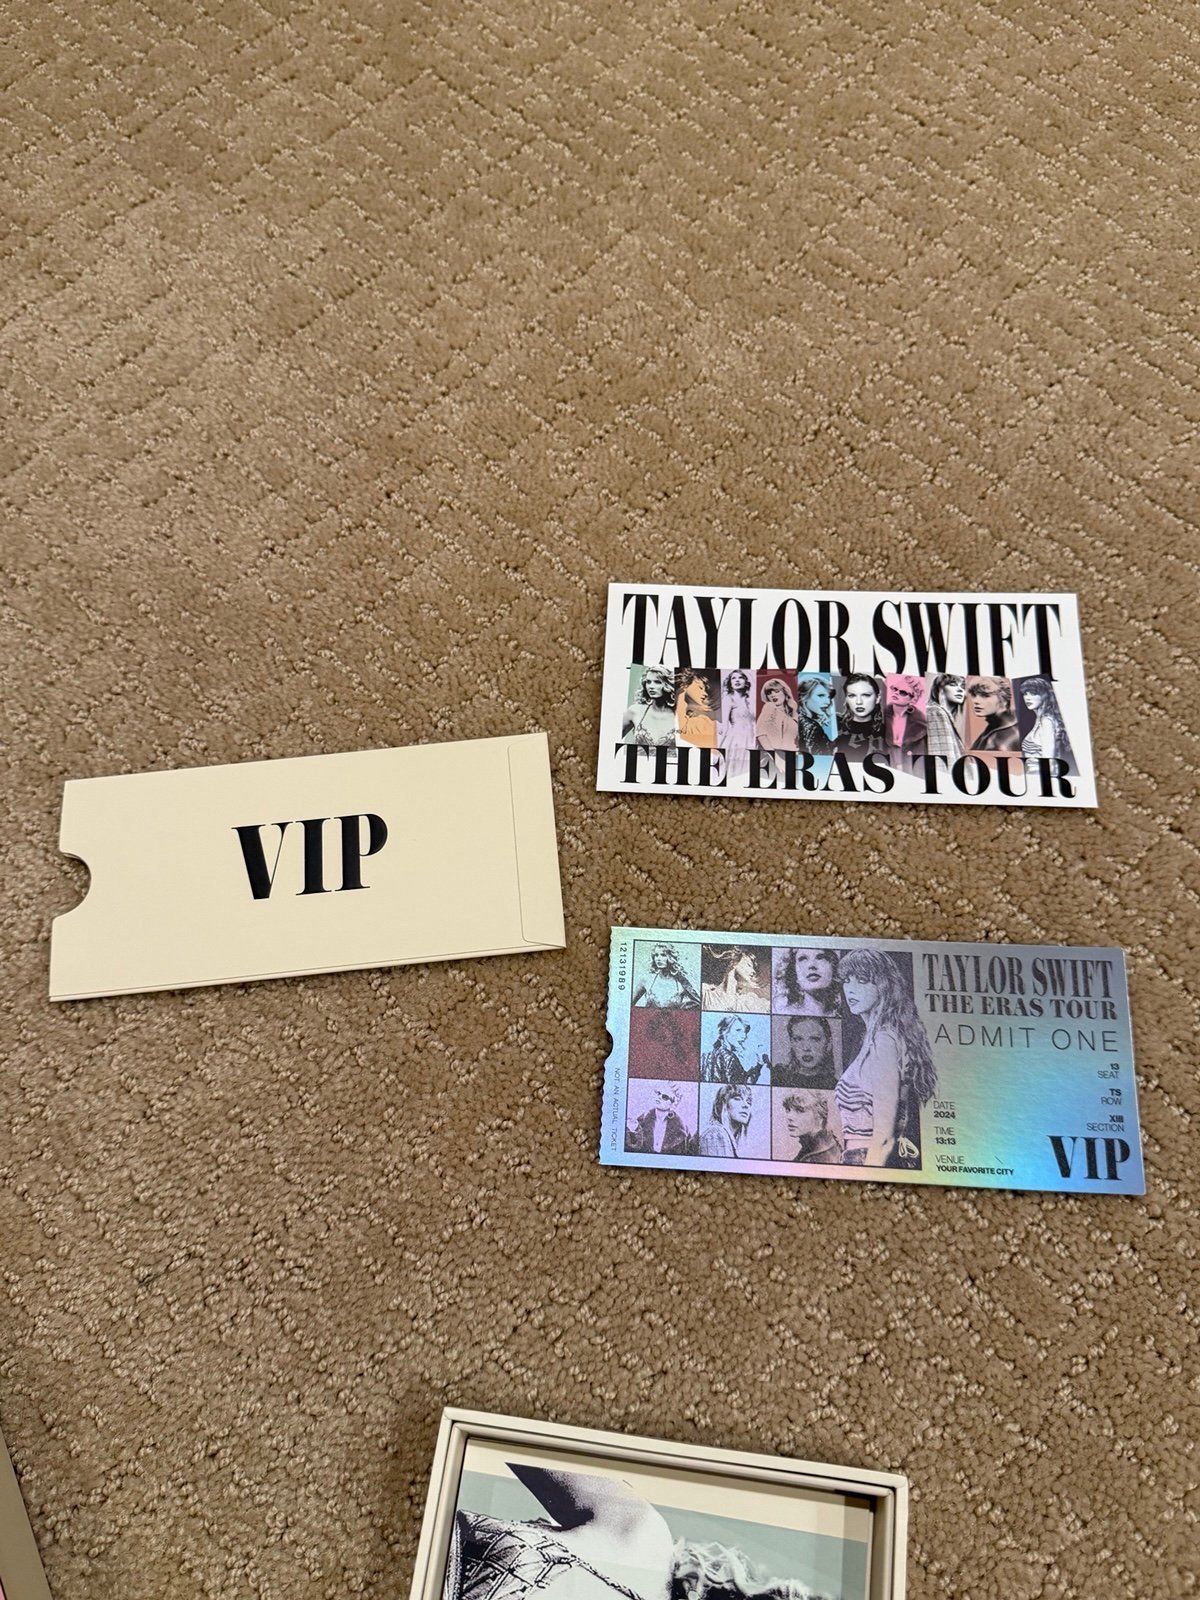 TAYLOR SWIFT
THE ERAS TOUR
VIP
12131989
NOT AN ACTUAL TICKET
TAYLOR SWIFT
THE ERAS TOUR
ADMIT ONE
13
SEAT
TS
ROW
XIII
SECTION
DATE
2024
TIME
13:13
VENUE
YOUR FAVORITE CITY
VIP